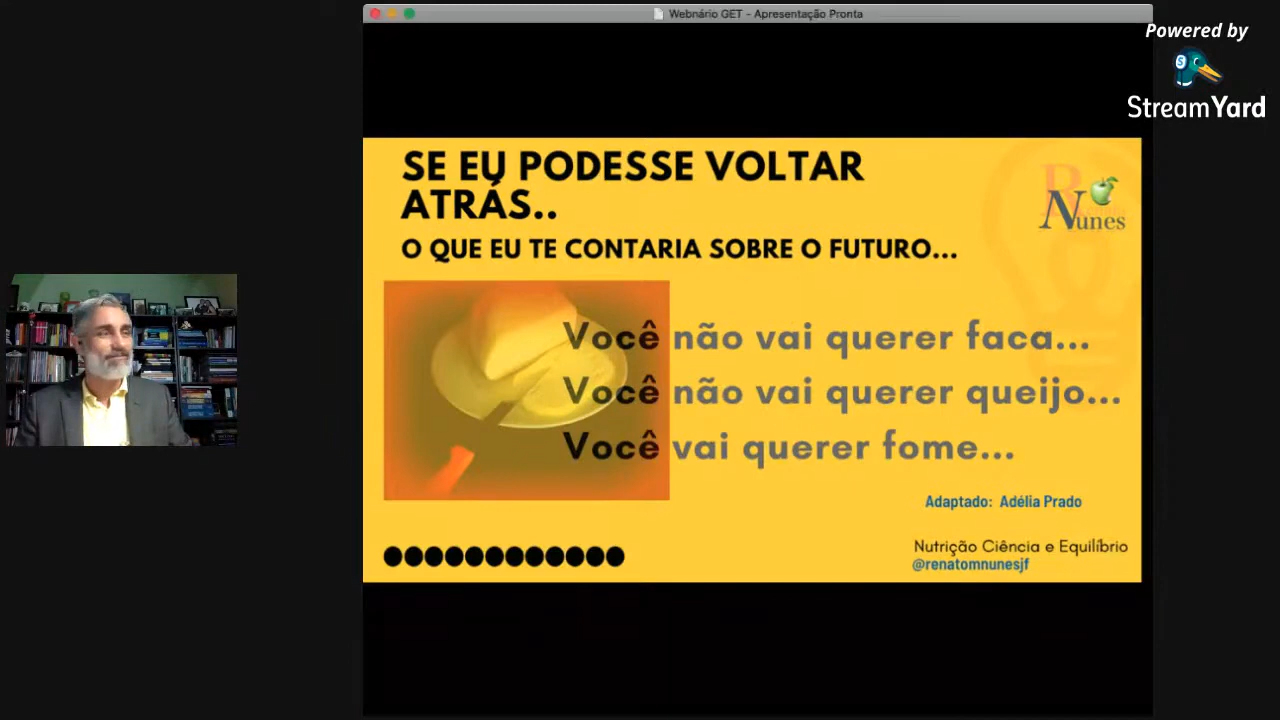 Webnário GET - Apresentação Pronta
Powered by
StreamYard
SE EU PODESSE VOLTAR
ATRÁS..
O QUE EU TE CONTARIA SOBRE O FUTURO...
R
Nunes
Você não vai querer faca...
Você não vai querer queijo...
Você vai querer fome...
Adaptado: Adélia Prado
Nutrição Ciência e Equilíbrio
@renatomnunesjf